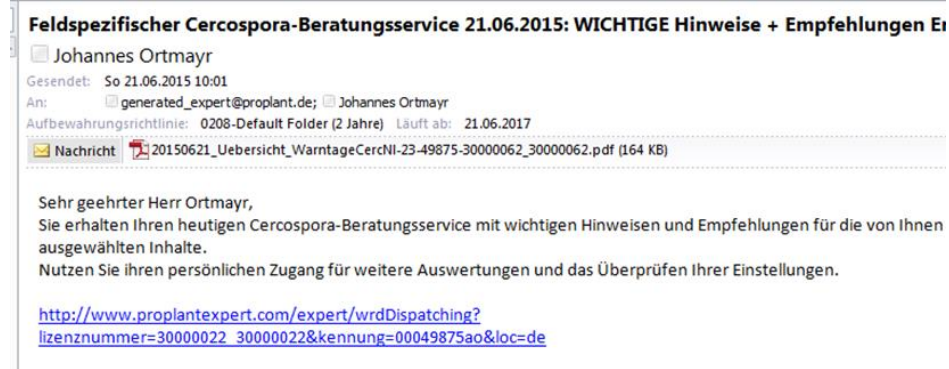 Feldspezifischer Cercospora-Beratungsservice 21.06.2015: WICHTIGE Hinweise + Empfehlungen
Johannes Ortmayr
Gesendet: So 21.06.2015 10:01
An: generated_expert@proplant.de; Johannes Ortmayr
Aufbewahrungsrichtlinie: 0208-Default Folder (2 Jahre) Läuft ab: 21.06.2017
Nachricht 20150621_Uebersicht_WarntageCercNI-23-49875-30000062_30000062.pdf (164 KB)
Sehr geehrter Herr Ortmayr,
Sie erhalten Ihren heutigen Cercospora-Beratungsservice mit wichtigen Hinweisen und Empfehlungen für die von Ihnen
ausgewählten Inhalte.
Nutzen Sie ihren persönlichen Zugang für weitere Auswertungen und das Überprüfen Ihrer Einstellungen.
http://www.proplantexpert.com/expert/wrdDispatching?
lizenznummer=30000022_30000022&kennung=00049875ao&loc=de